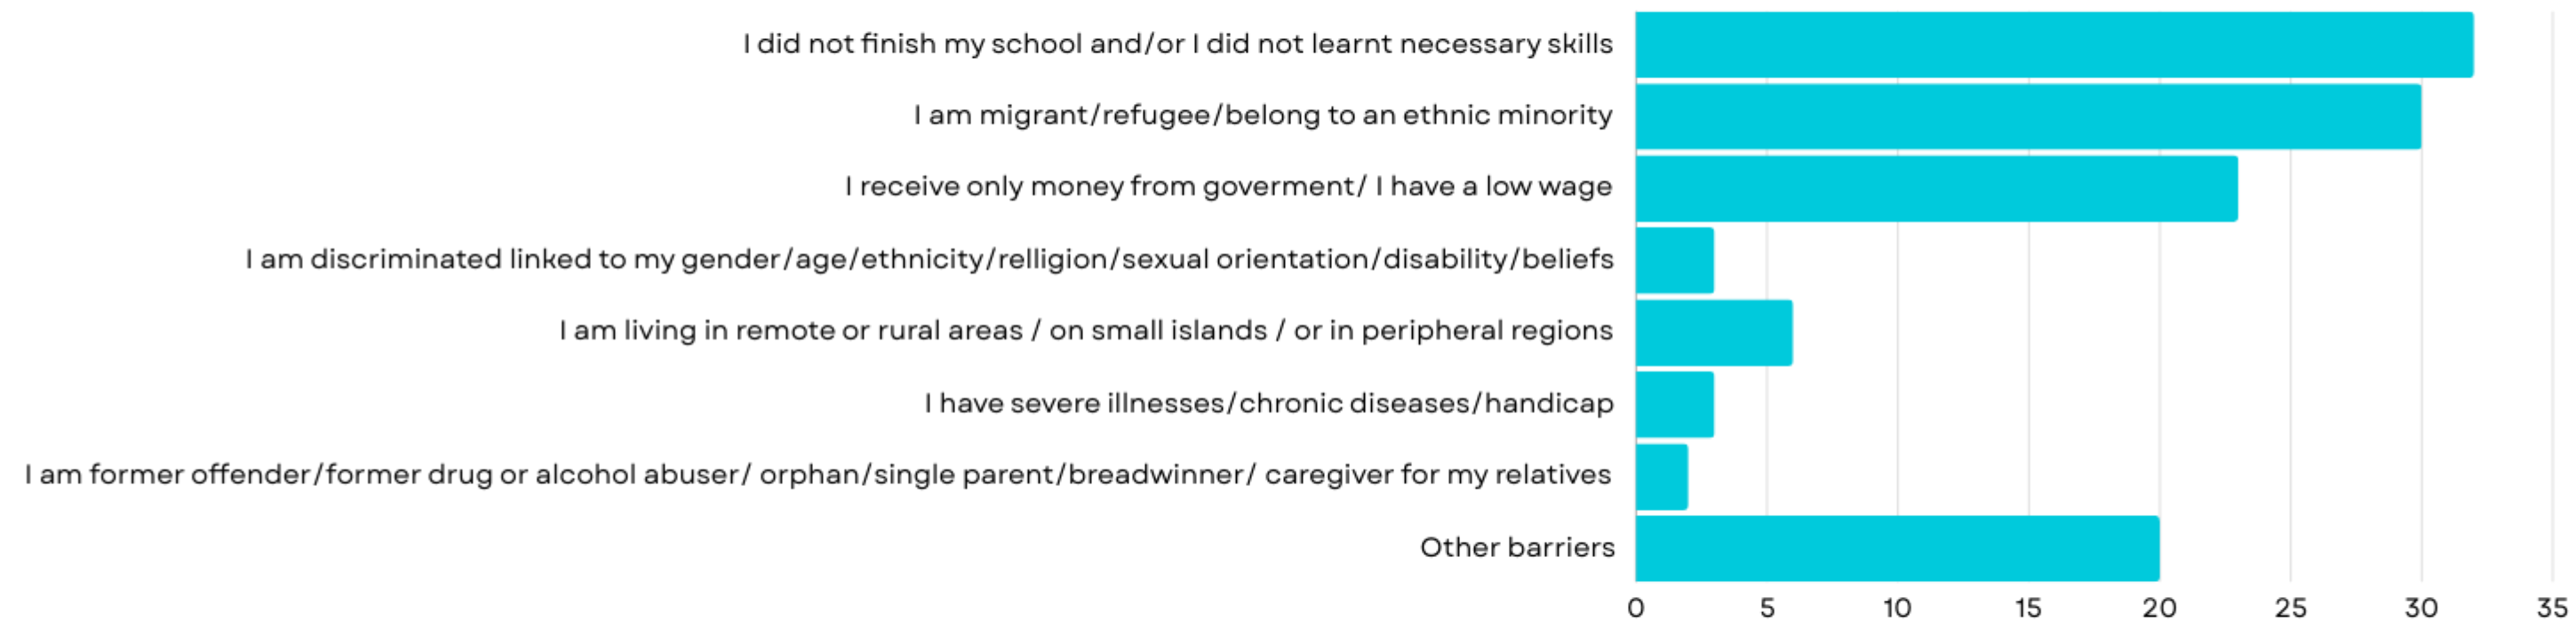 I did not finish my school and/or I did not learnt necessary skills
I am migrant/refugee/belong to an ethnic minority
I receive only money from goverment/ I have a low wage
I am discriminated linked to my gender/age/ethnicity/relligion/sexual orientation/disability/beliefs
I am living in remote or rural areas / on small islands / or in peripheral regions
I have severe illnesses/chronic diseases/handicap
I am former offender/former drug or alcohol abuser/ orphan/single parent/breadwinner/ caregiver for my relatives
Other barriers
0 5 10 15 20 25 30 35